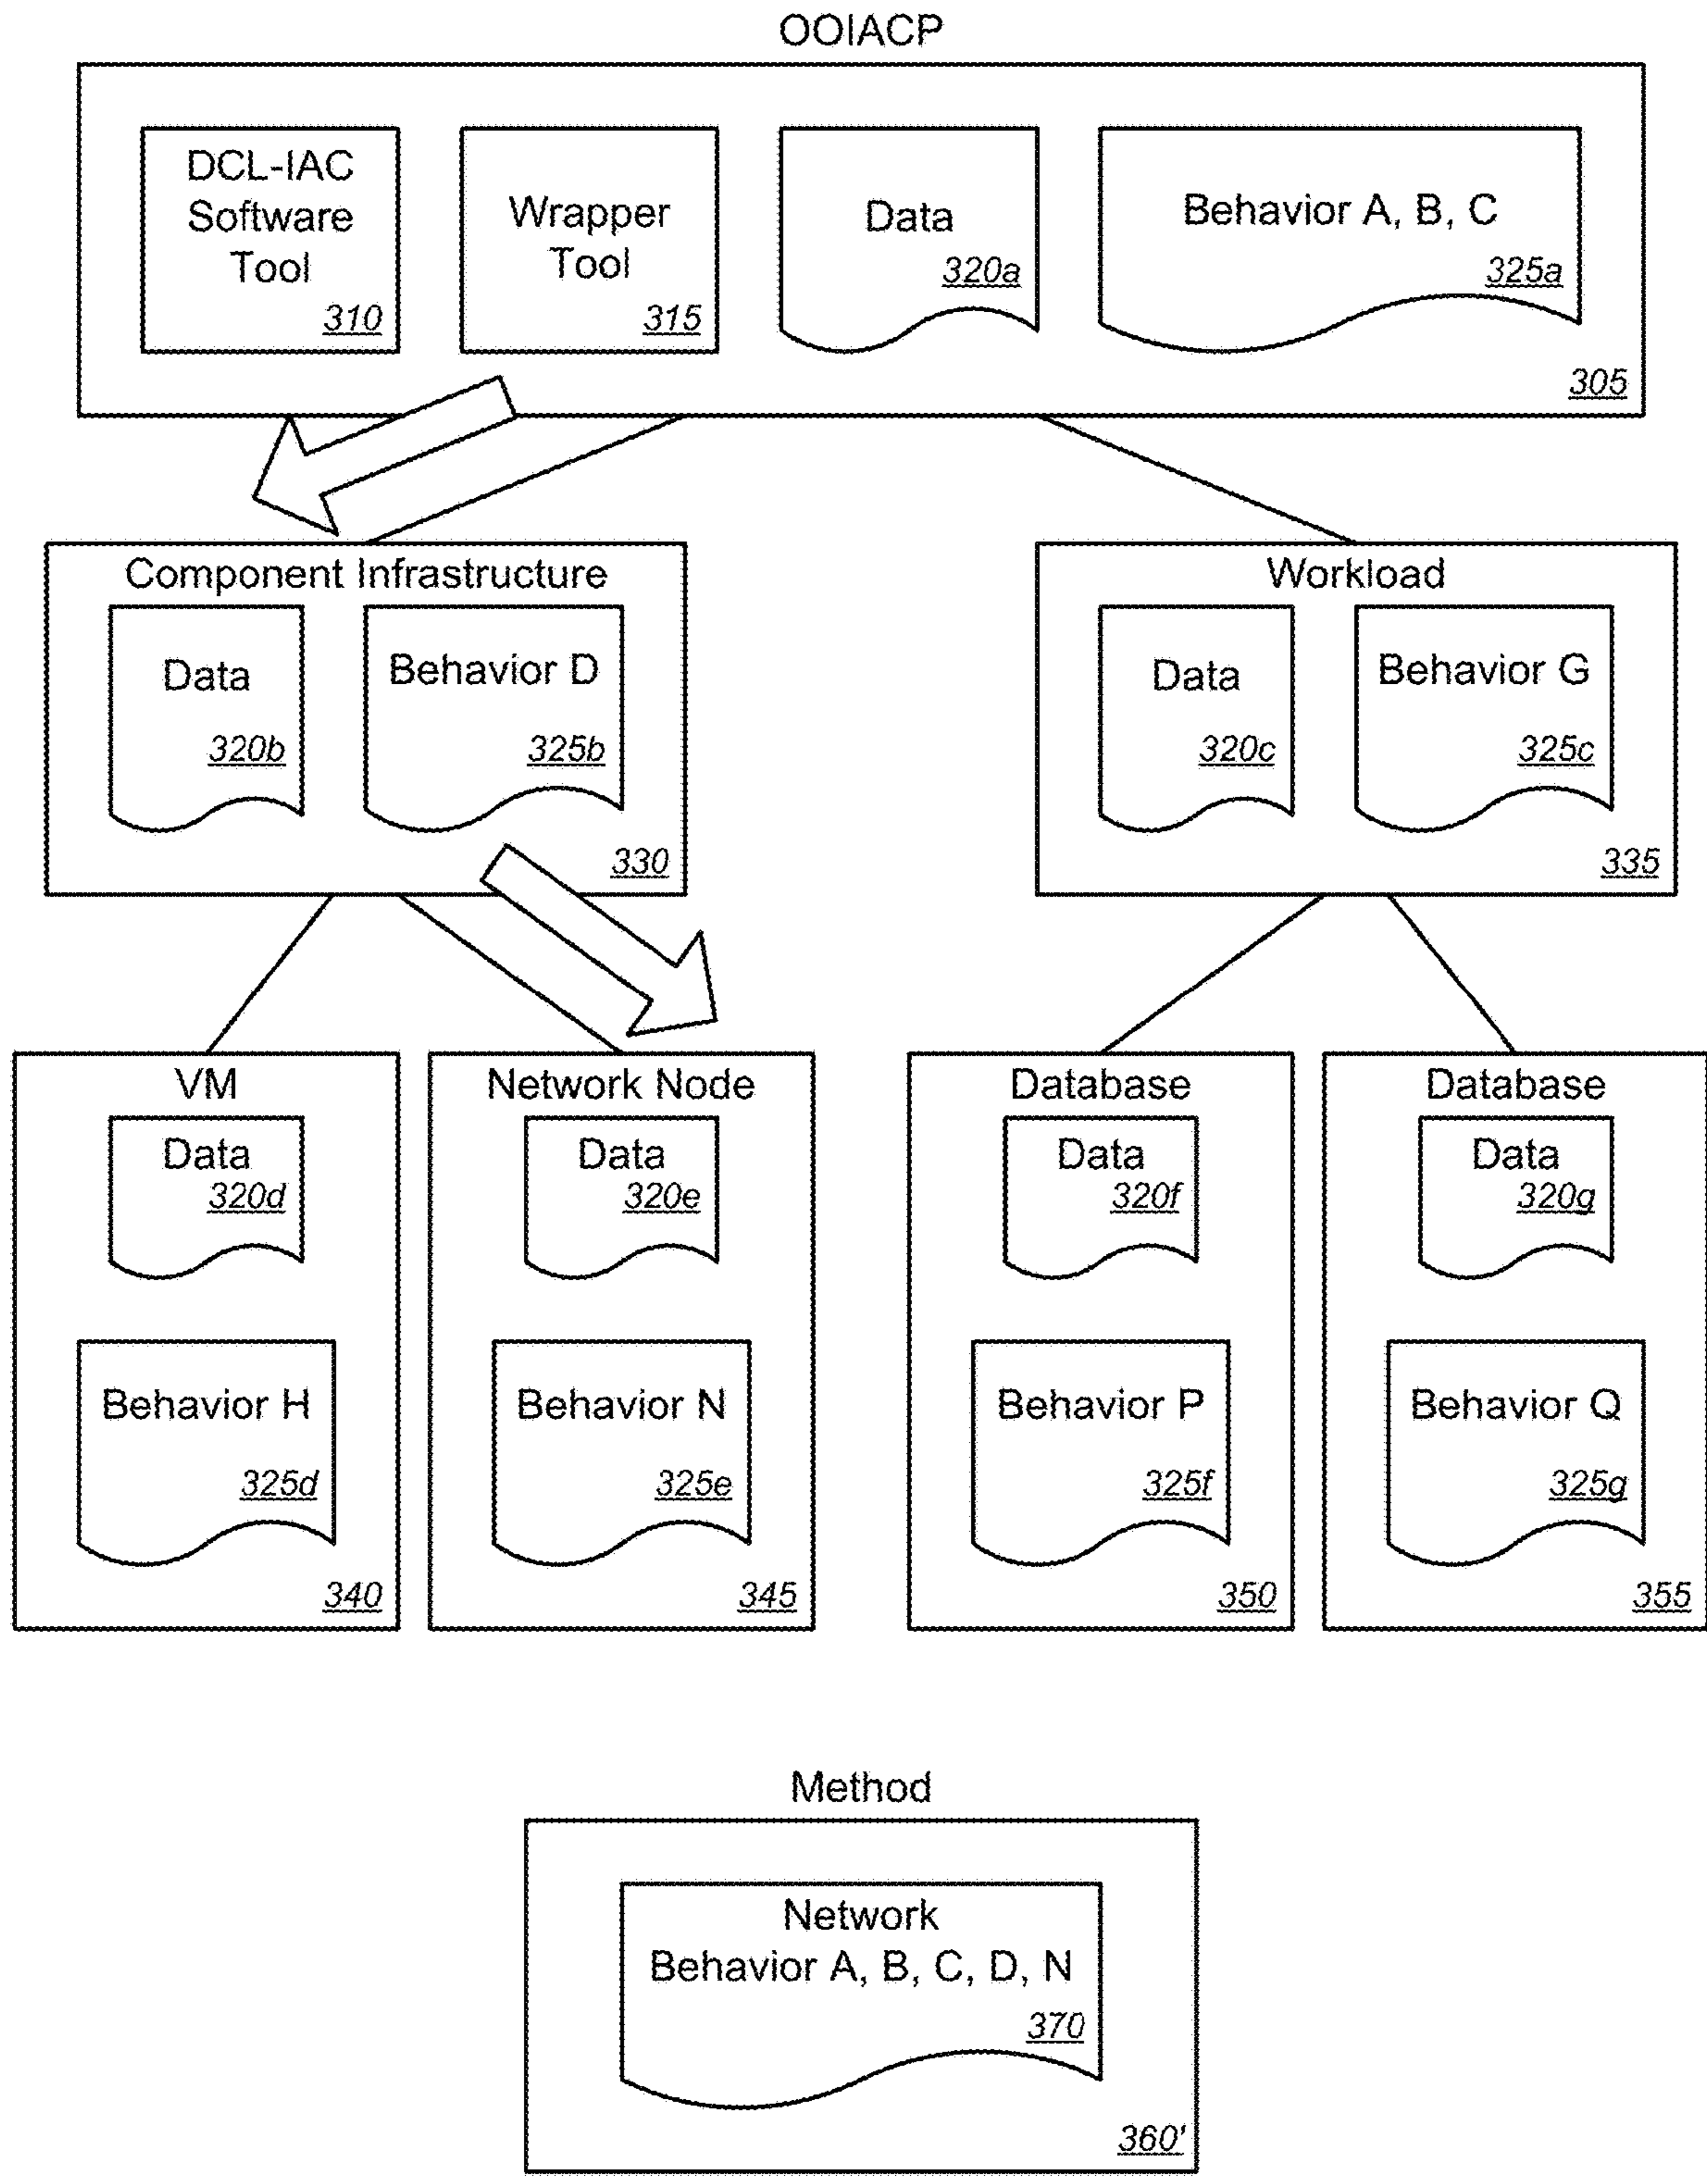 OOIACP
DCL-IAC
Software
Tool
310
Wrapper
Tool
315
Data
320a
Behavior A, B, C
325a
305
Component Infrastructure
Data
320b
Behavior D
325b
330
Workload
Data
320c
Behavior G
325c
335
VM
Data
320d
Behavior H
325d
340
Network Node
Data
320e
Behavior N
325e
345
Database
Data
320f
Behavior P
325f
350
Database
Data
320g
Behavior Q
325g
355
Method
Network
Behavior A, B, C, D, N
370
360'